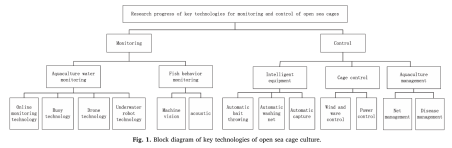 Research progress of key technologies for monitoring and control of open sea cages
Monitoring
Control
Aquaculture water
monitoring
Fish behavior
monitoring
Intelligent
equipment
Cage control
Aquaculture
management
Online
monitoring
technology
Buoy
technology
Drone
technology
Underwater
robot
technology
Machine
vision
acoustic
Automatic
bait
throwing
Automatic
washing
net
Automatic
capture
Wind and
wave
control
Power
control
Net
management
Disease
management
Fig. 1. Block diagram of key technologies of open sea cage culture.